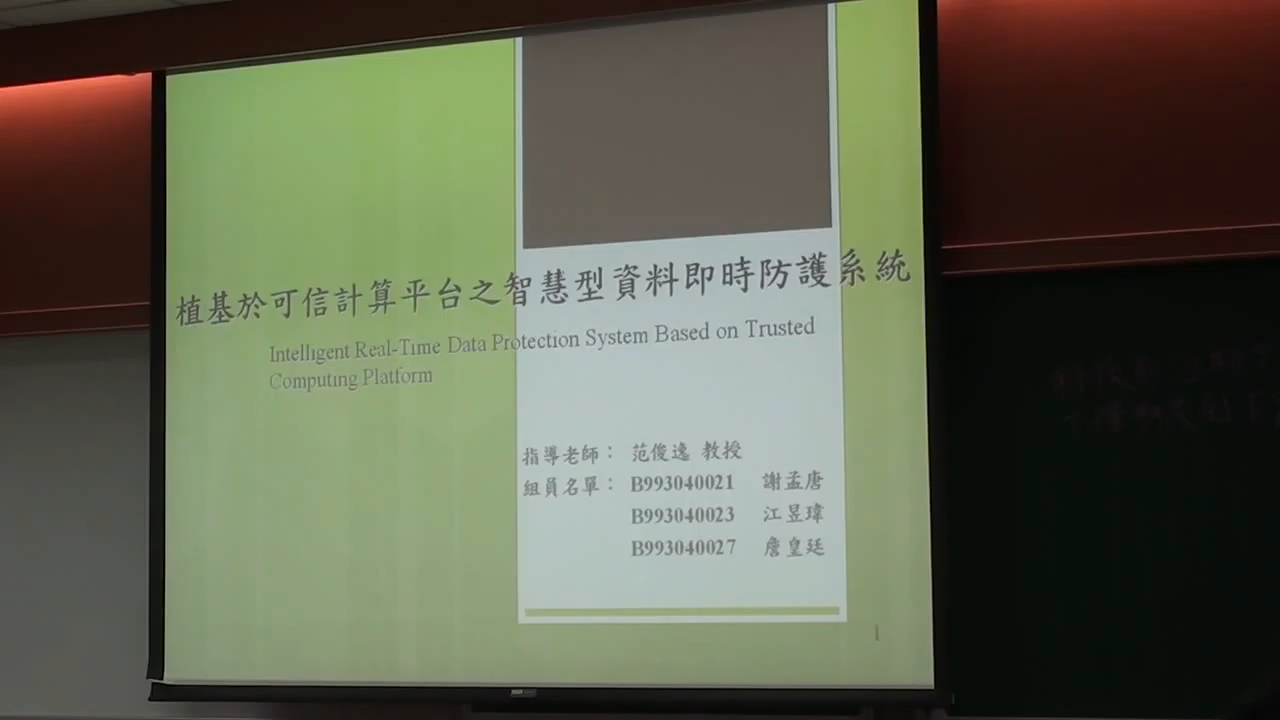 植基於可信計算平台之智慧型資料即時防護系統
Intelligent Real-Time Data Protection System Based on Trusted
Computing Platform
指導老師： 范俊逸 教授
組員名單： B993040021 謝孟唐
B993040023 江昱瑋
B993040027 詹皇廷
1